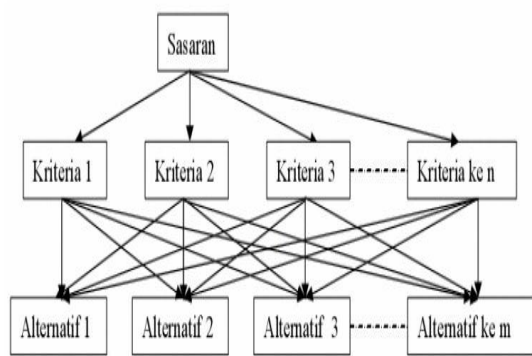 Sasaran
Kriteria 1
Kriteria 2
Kriteria 3
Kriteria ke n
Alternatif 1
Alternatif 2
Alternatif 3
Alternatif ke m